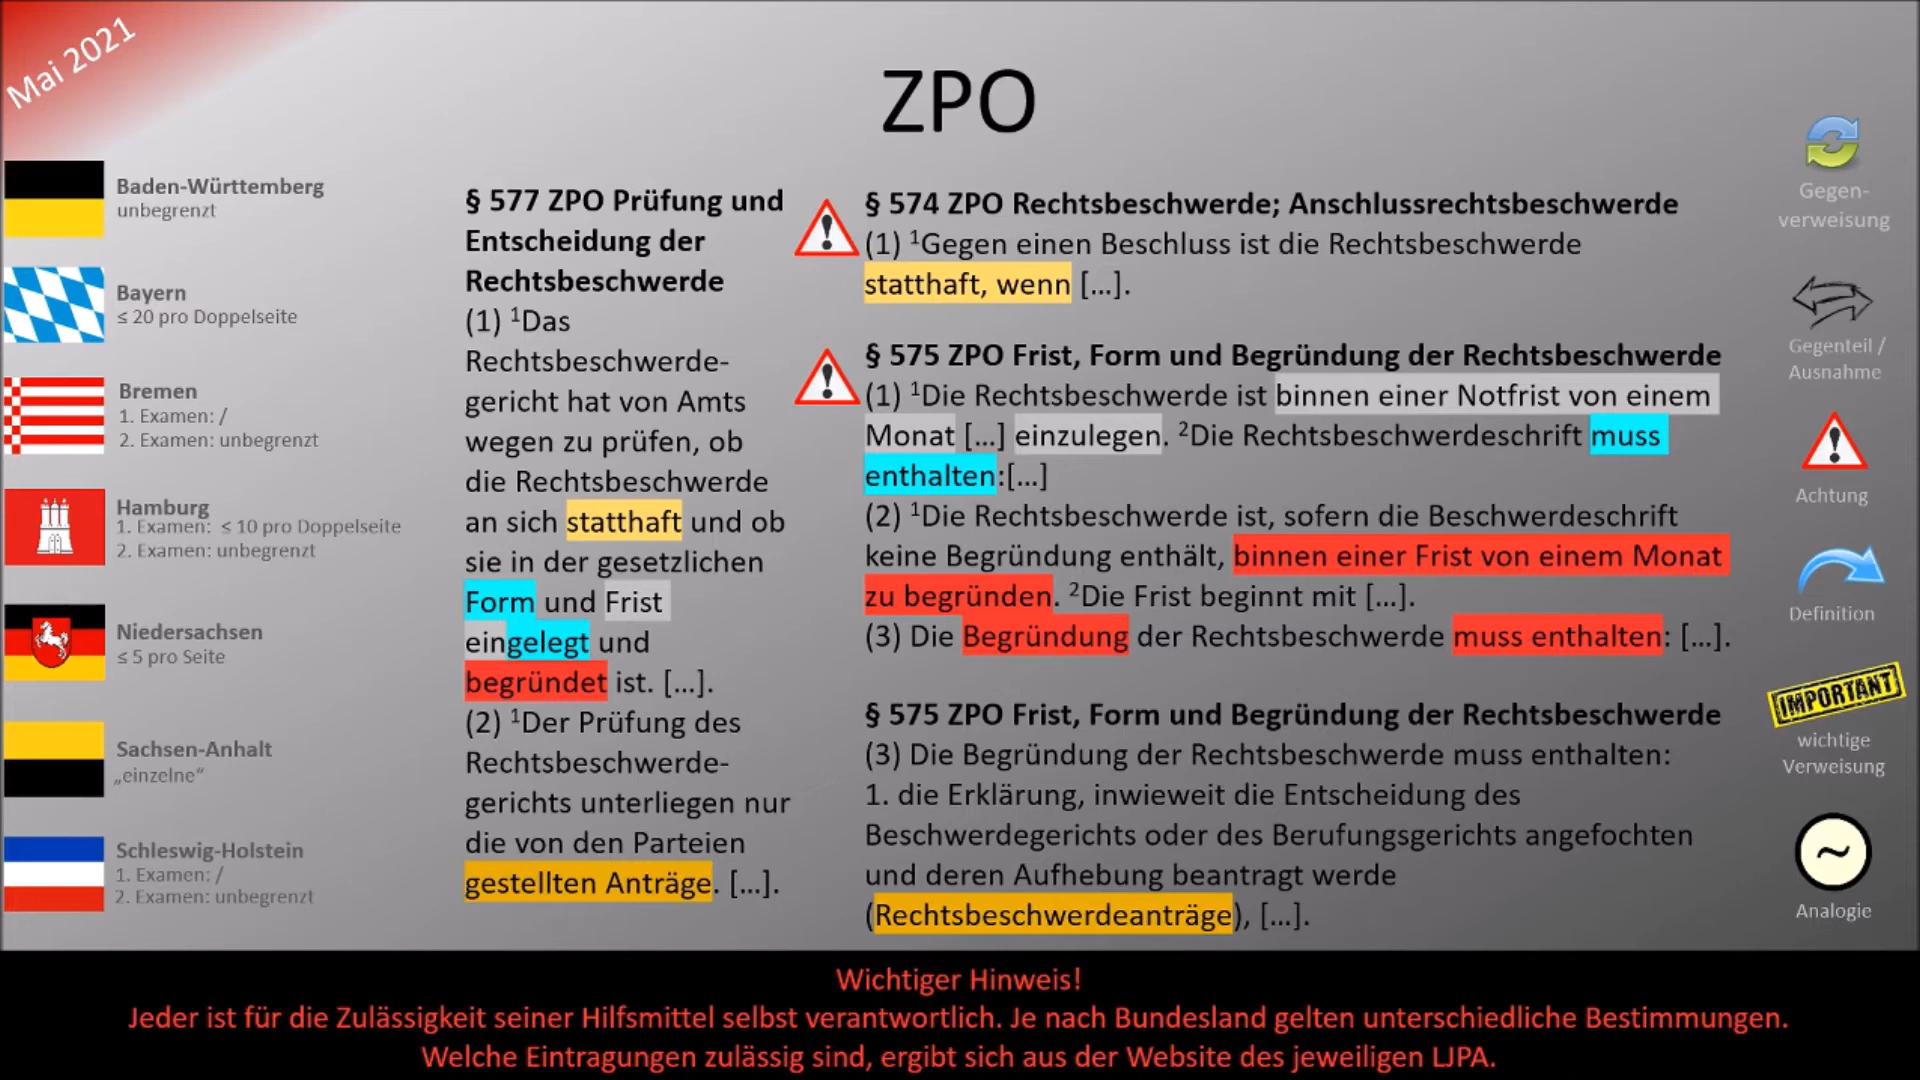 Mai 2021
ZPO
Baden-Württemberg
unbegrenzt
Bayern
≤ 20 pro Doppelseite
Bremen
1. Examen: /
2. Examen: unbegrenzt
Hamburg
1. Examen: ≤ 10 pro Doppelseite
2. Examen: unbegrenzt
Niedersachsen
≤ 5 pro Seite
Sachsen-Anhalt
„einzelne“
Schleswig-Holstein
1. Examen: /
2. Examen: unbegrenzt
§ 577 ZPO Prüfung und
Entscheidung der
Rechtsbeschwerde
(1) ¹Das
Rechtsbeschwerde-
gericht hat von Amts
wegen zu prüfen, ob
die Rechtsbeschwerde
an sich statthaft und ob
sie in der gesetzlichen
Form und Frist
eingelegt und
begründet ist. [...].
(2) ¹Der Prüfung des
Rechtsbeschwerde-
gerichts unterliegen nur
die von den Parteien
gestellten Anträge. [...].
§ 574 ZPO Rechtsbeschwerde; Anschlussrechtsbeschwerde
(1) ¹Gegen einen Beschluss ist die Rechtsbeschwerde
statthaft, wenn [...].
§ 575 ZPO Frist, Form und Begründung der Rechtsbeschwerde
(1) ¹Die Rechtsbeschwerde ist binnen einer Notfrist von einem
Monat [...] einzulegen. ²Die Rechtsbeschwerdeschrift muss
enthalten:[...]
(2) ¹Die Rechtsbeschwerde ist, sofern die Beschwerdeschrift
keine Begründung enthält, binnen einer Frist von einem Monat
zu begründen. ²Die Frist beginnt mit [...].
(3) Die Begründung der Rechtsbeschwerde muss enthalten: [...].
§ 575 ZPO Frist, Form und Begründung der Rechtsbeschwerde
(3) Die Begründung der Rechtsbeschwerde muss enthalten:
1. die Erklärung, inwieweit die Entscheidung des
Beschwerdegerichts oder des Berufungsgerichts angefochten
und deren Aufhebung beantragt werde
(Rechtsbeschwerdeanträge), [...].
Gegen-
verweisung
Gegenteil /
Ausnahme
Achtung
Definition
IMPORTANT
wichtige
Verweisung
~
Analogie
Wichtiger Hinweis!
Jeder ist für die Zulässigkeit seiner Hilfsmittel selbst verantwortlich. Je nach Bundesland gelten unterschiedliche Bestimmungen.
Welche Eintragungen zulässig sind, ergibt sich aus der Website des jeweiligen LJPA.